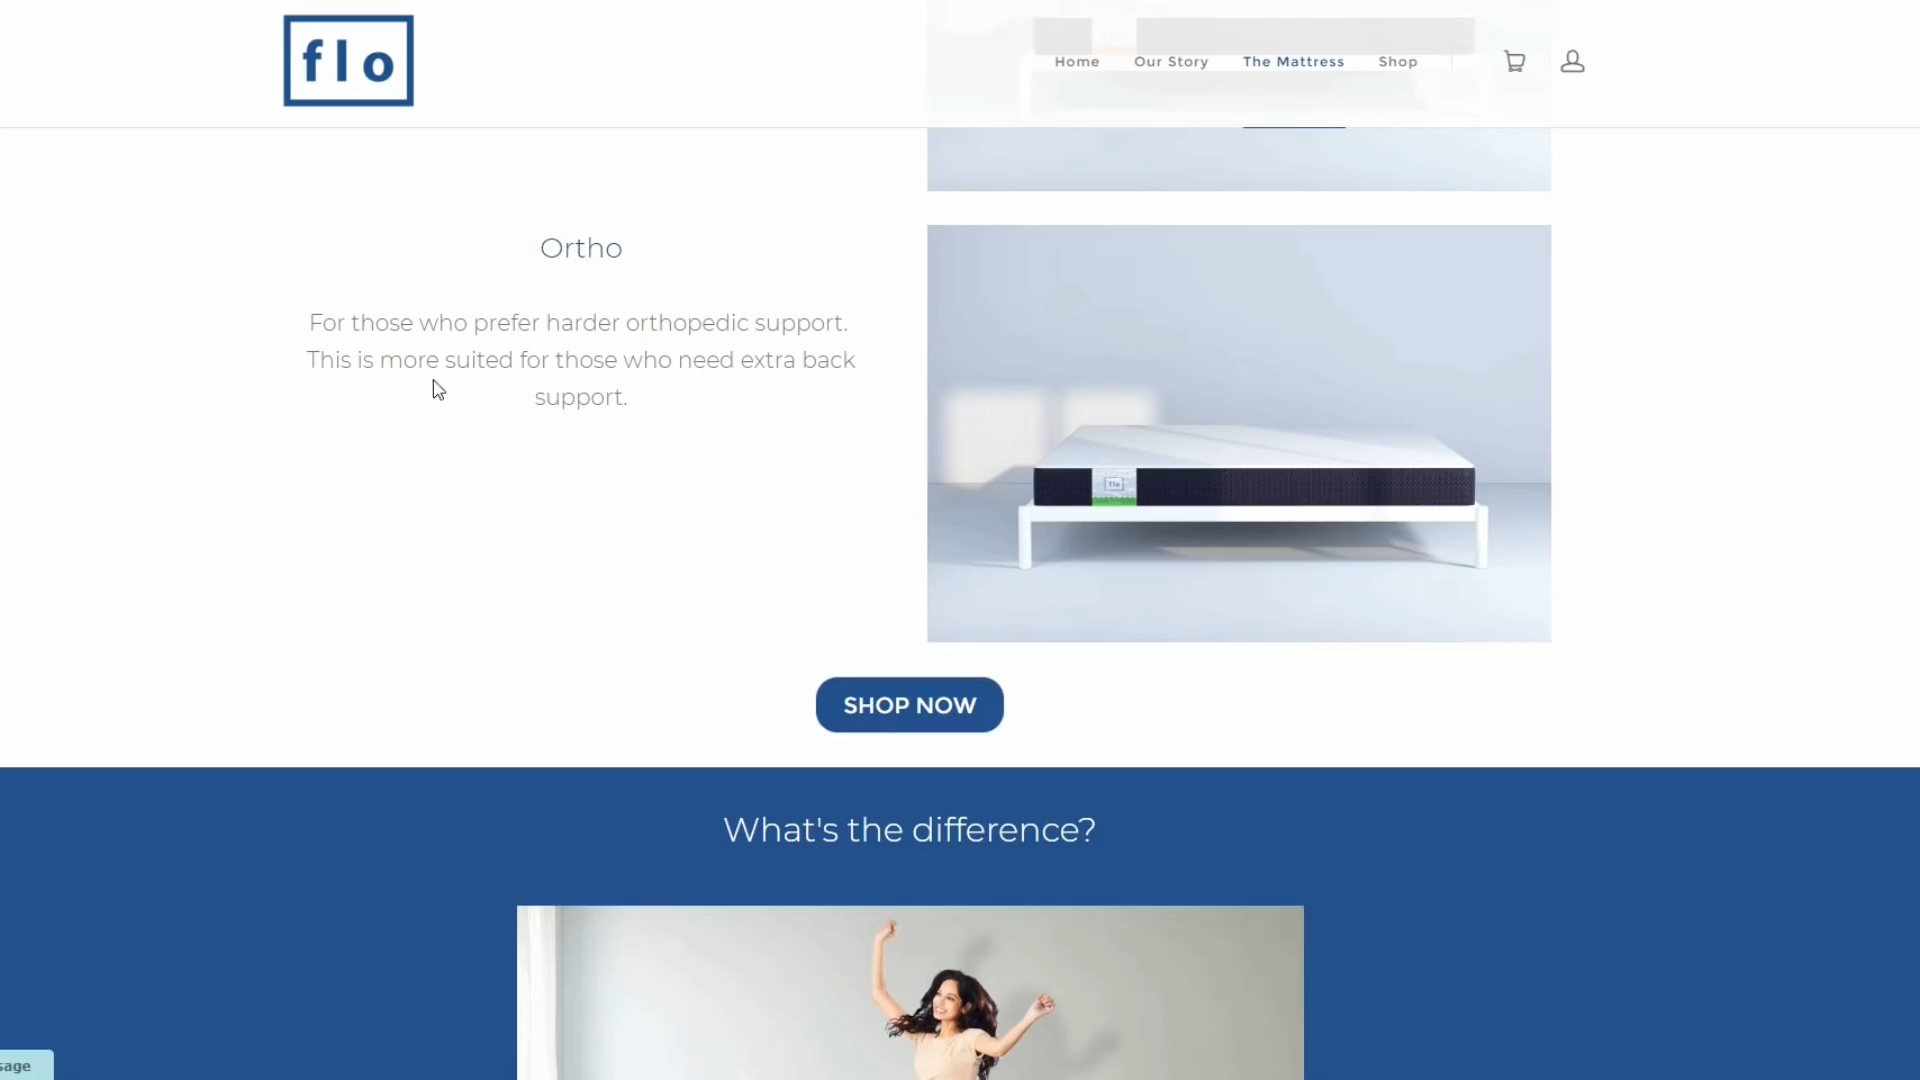 flo
Home Our Story The Mattress Shop
Ortho
For those who prefer harder orthopedic support.
This is more suited for those who need extra back
support.
flo
SHOP NOW
What's the difference?
sage